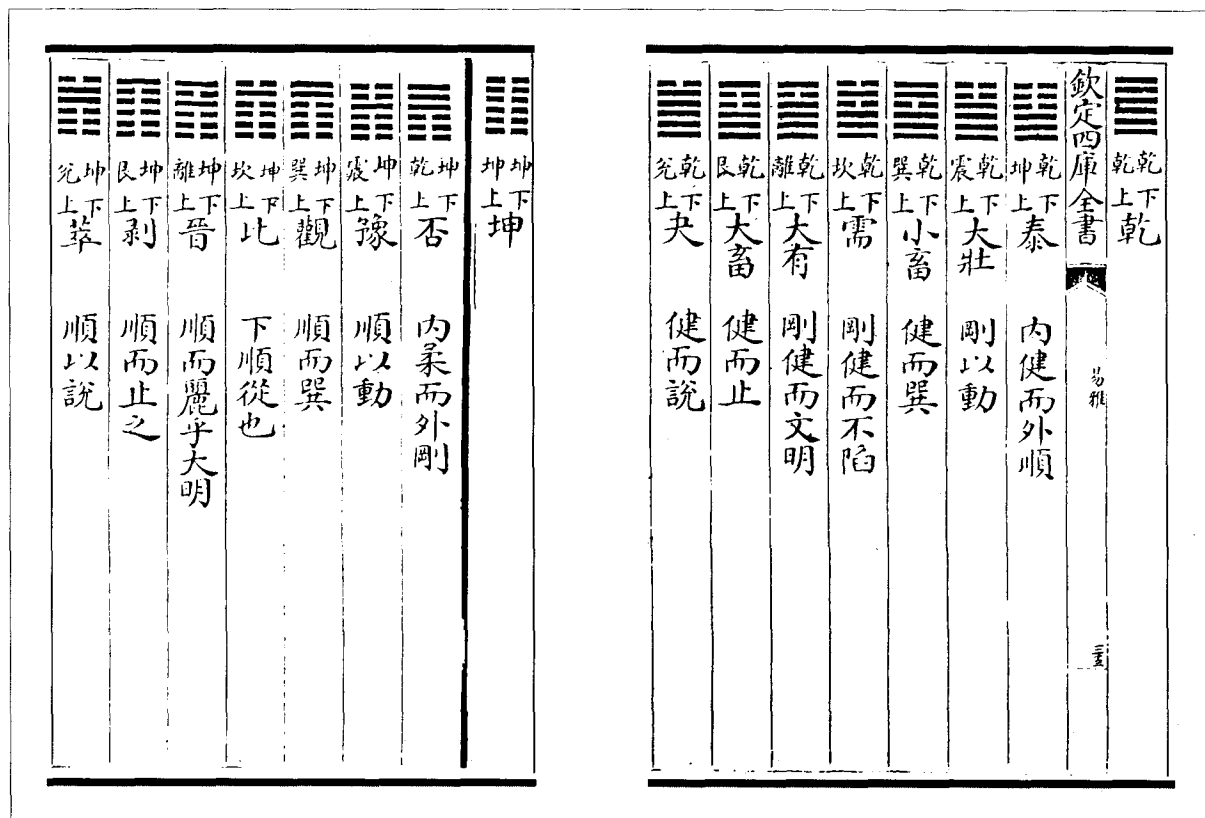 乾下乾上乾
欽定四庫全書
易雅
三五
乾下坤上泰 內健而外順
乾下震上大壯 剛以動
乾下巽上小畜 健而巽
乾下坎上需 剛健而不陷
乾下離上大有 剛健而文明
乾下艮上大畜 健而止
乾下兊上夬 健而說
坤下坤上坤
坤下乾上否 內柔而外剛
坤下震上豫 順以動
坤下巽上觀 順而巽
坤下坎上比 下順從也
坤下離上晉 順而麗乎大明
坤下艮上剥 順而止之
坤下兊上萃 順以說